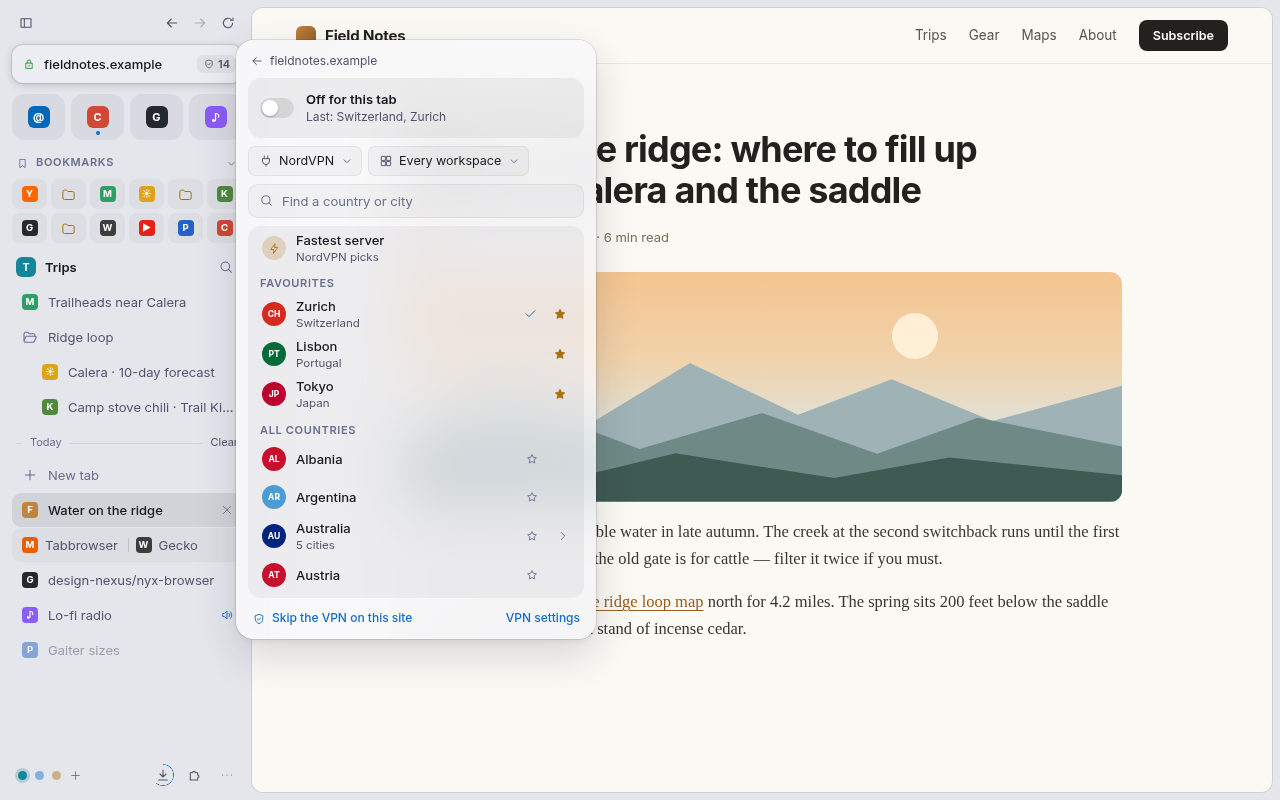 fieldnotes.example
14
@
C
G
BOOKMARKS
Y
M
K
G
W
P
C
T
Trips
M
Trailheads near Calera
Ridge loop
Calera · 10-day forecast
K
Camp stove chili · Trail Ki...
Today
Clear
New tab
F
Water on the ridge
M
Tabbrowser
W
Gecko
G
design-nexus/nyx-browser
Lo-fi radio
P
Gaiter sizes
fieldnotes.example
Off for this tab
Last: Switzerland, Zurich
NordVPN
Every workspace
Find a country or city
Fastest server
NordVPN picks
FAVOURITES
CH
Zurich
Switzerland
PT
Lisbon
Portugal
JP
Tokyo
Japan
ALL COUNTRIES
AL
Albania
AR
Argentina
AU
Australia
5 cities
AT
Austria
Skip the VPN on this site
VPN settings
Field Notes
Trips
Gear
Maps
About
Subscribe
ridge: where to fill up
and the saddle
· 6 min read
water in late autumn. The creek at the second switchback runs until the first
the old gate is for cattle — filter it twice if you must.
ridge loop map north for 4.2 miles. The spring sits 200 feet below the saddle
stand of incense cedar.